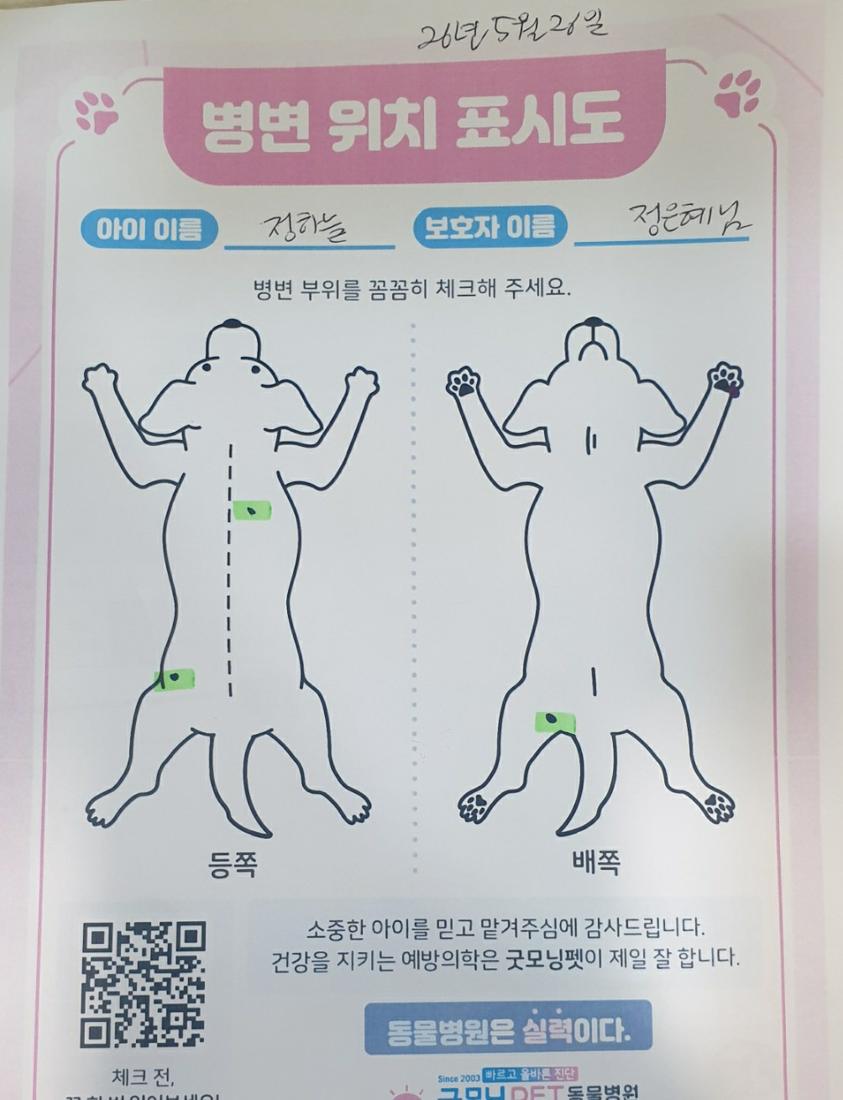 26년 5월 26일
병변 위치 표시도
아이 이름 정하늘 보호자 이름 정은혜님
병변 부위를 꼼꼼히 체크해 주세요.
등쪽 배쪽
소중한 아이를 믿고 맡겨주심에 감사드립니다.
건강을 지키는 예방의학은 굿모닝펫이 제일 잘 합니다.
동물병원은 실력이다.
체크 전,
Since 2003 빠르고 올바른 진단
굿모닝 PET 동물병원